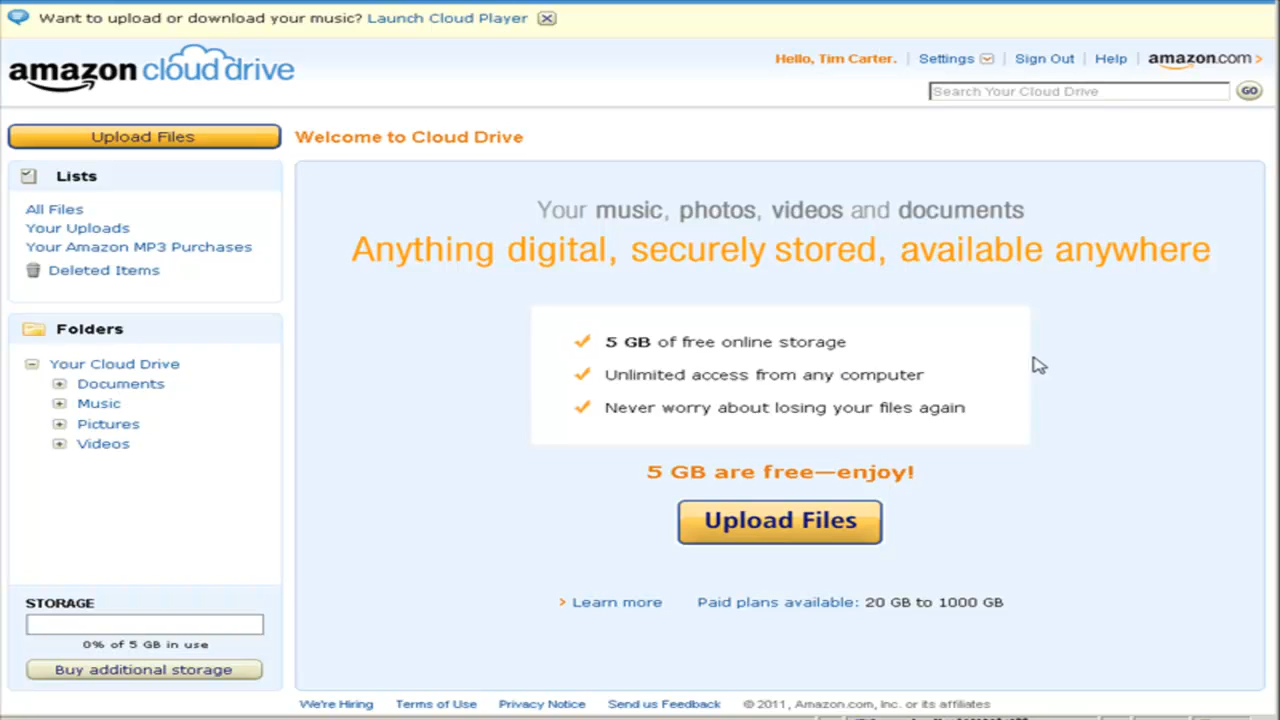 Want to upload or download your music? Launch Cloud Player
amazon cloud drive
Hello, Tim Carter. Settings Sign Out Help amazon.com >
Search Your Cloud Drive GO
Upload Files
Welcome to Cloud Drive
Lists
All Files
Your Uploads
Your Amazon MP3 Purchases
Deleted Items
Folders
Your Cloud Drive
Documents
Music
Pictures
Videos
STORAGE
0% of 5 GB in use
Buy additional storage
Your music, photos, videos and documents
Anything digital, securely stored, available anywhere
5 GB of free online storage
Unlimited access from any computer
Never worry about losing your files again
5 GB are free—enjoy!
Upload Files
> Learn more Paid plans available: 20 GB to 1000 GB
We're Hiring Terms of Use Privacy Notice Send us Feedback © 2011, Amazon.com, Inc. or its affiliates